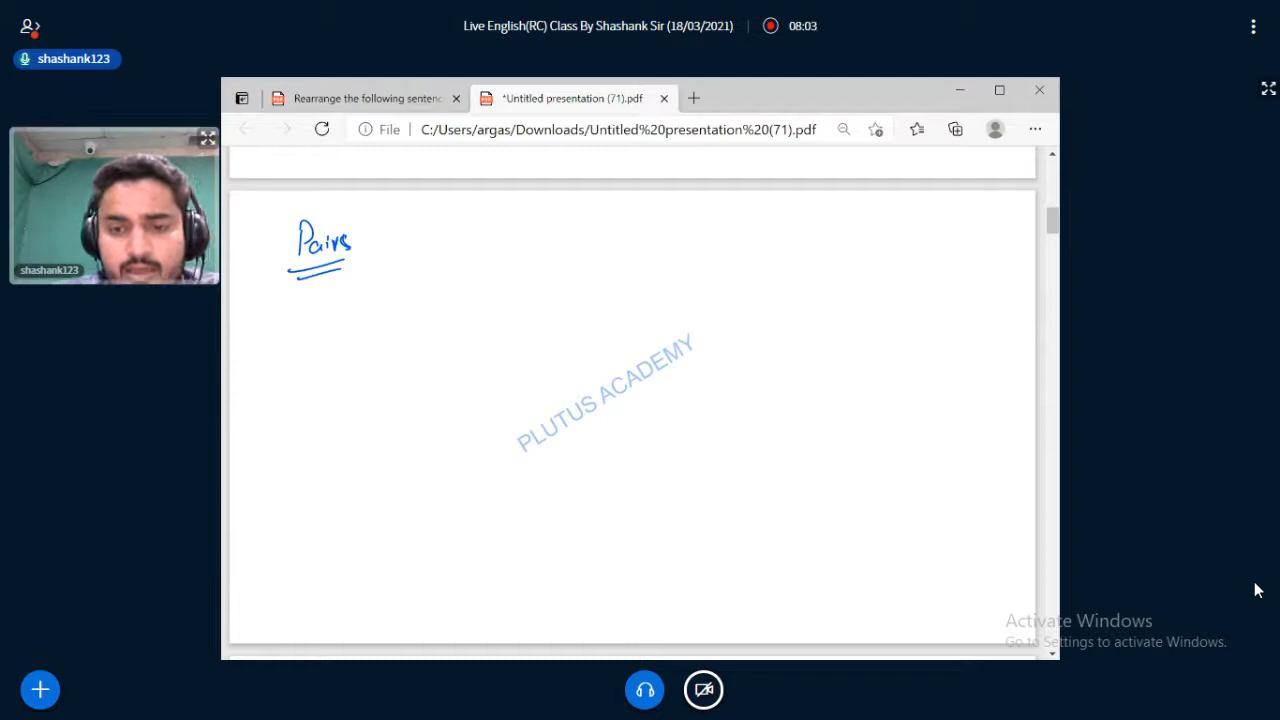 Live English(RC) Class By Shashank Sir (18/03/2021)
08:03
shashank123
Rearrange the following sentenc
*Untitled presentation (71).pdf
File
C:/Users/argas/Downloads/Untitled%20presentation%20(71).pdf
shashank123
Pairs
PLUTUS ACADEMY
Activate Windows
Go to Settings to activate Windows.